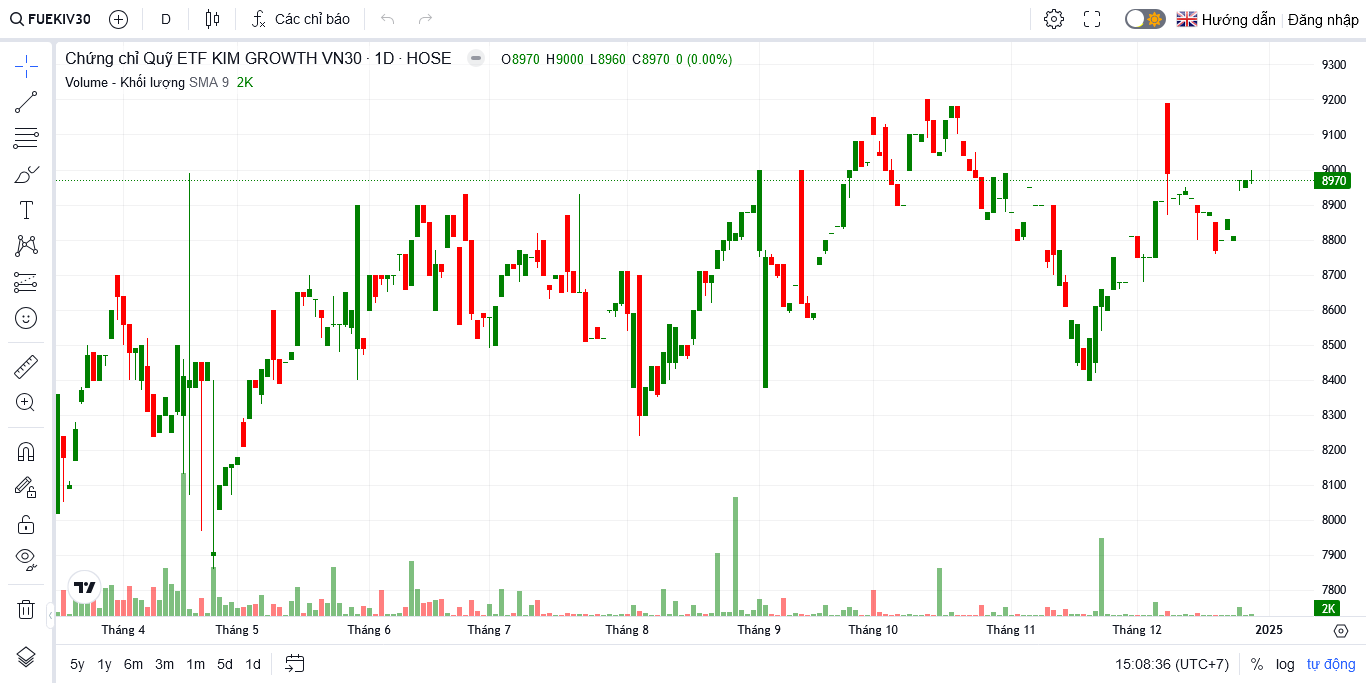 FUEKIV30 D Các chỉ báo Hướng dẫn Đăng nhập
Chứng chỉ Quỹ ETF KIM GROWTH VN30 · 1D · HOSE O8970 H9000 L8960 C8970 0 (0.00%)
Volume - Khối lượng SMA 9 2K
9300
9200
9100
9000
8970
8900
8800
8700
8600
8500
8400
8300
8200
8100
8000
7900
7800
2K
Tháng 4 Tháng 5 Tháng 6 Tháng 7 Tháng 8 Tháng 9 Tháng 10 Tháng 11 Tháng 12 2025
5y 1y 6m 3m 1m 5d 1d 15:08:36 (UTC+7) % log tự động